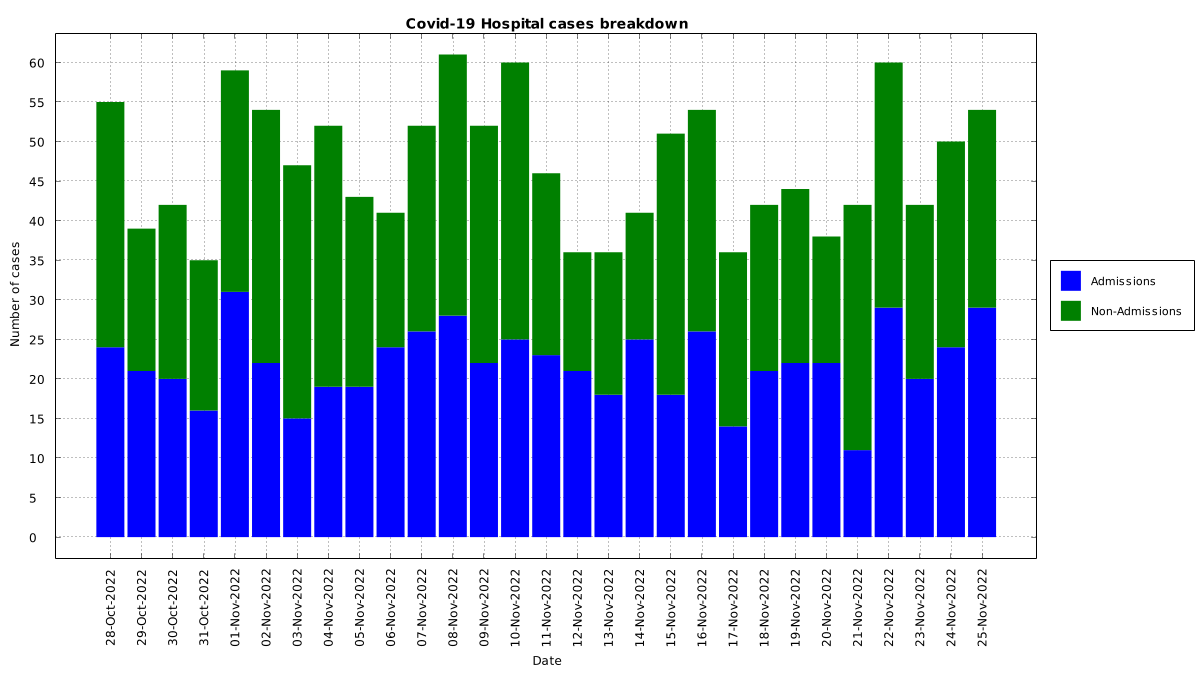 Covid-19 Hospital cases breakdown
Number of cases
60
55
50
45
40
35
30
25
20
15
10
5
0
28-Oct-2022
29-Oct-2022
30-Oct-2022
31-Oct-2022
01-Nov-2022
02-Nov-2022
03-Nov-2022
04-Nov-2022
05-Nov-2022
06-Nov-2022
07-Nov-2022
08-Nov-2022
09-Nov-2022
10-Nov-2022
11-Nov-2022
12-Nov-2022
13-Nov-2022
14-Nov-2022
15-Nov-2022
16-Nov-2022
17-Nov-2022
18-Nov-2022
19-Nov-2022
20-Nov-2022
21-Nov-2022
22-Nov-2022
23-Nov-2022
24-Nov-2022
25-Nov-2022
Date
Admissions
Non-Admissions